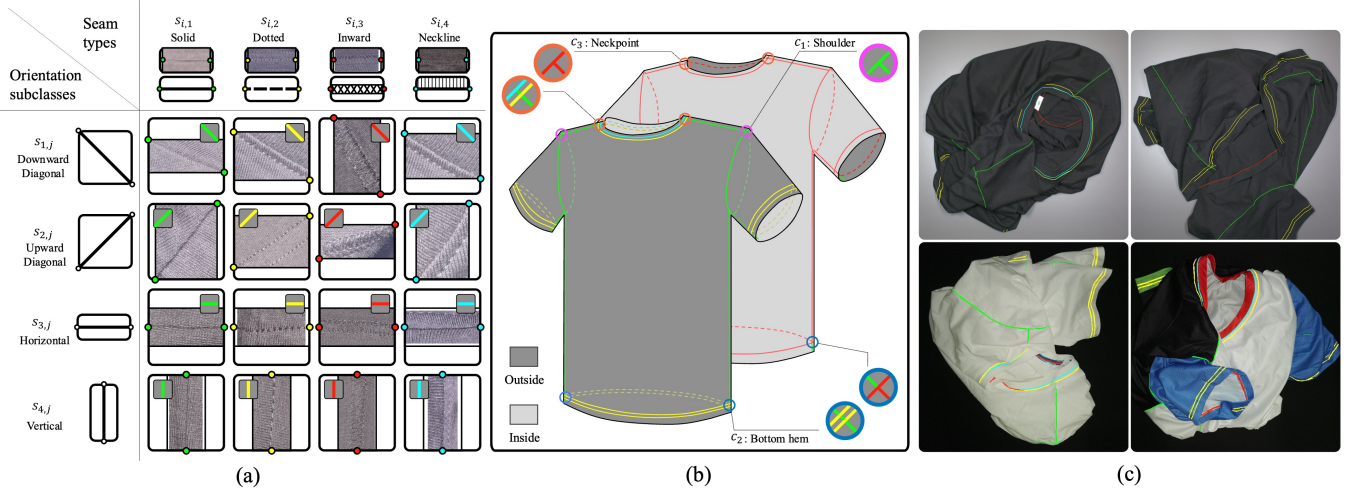 Seam types
Orientation subclasses
s_{i,1} Solid
s_{i,2} Dotted
s_{i,3} Inward
s_{i,4} Neckline
s_{1,j}
Downward
Diagonal
s_{2,j}
Upward
Diagonal
s_{3,j}
Horizontal
s_{4,j}
Vertical
(a)
c_3: Neckpoint
c_1: Shoulder
Outside
Inside
c_2: Bottom hem
(b)
(c)